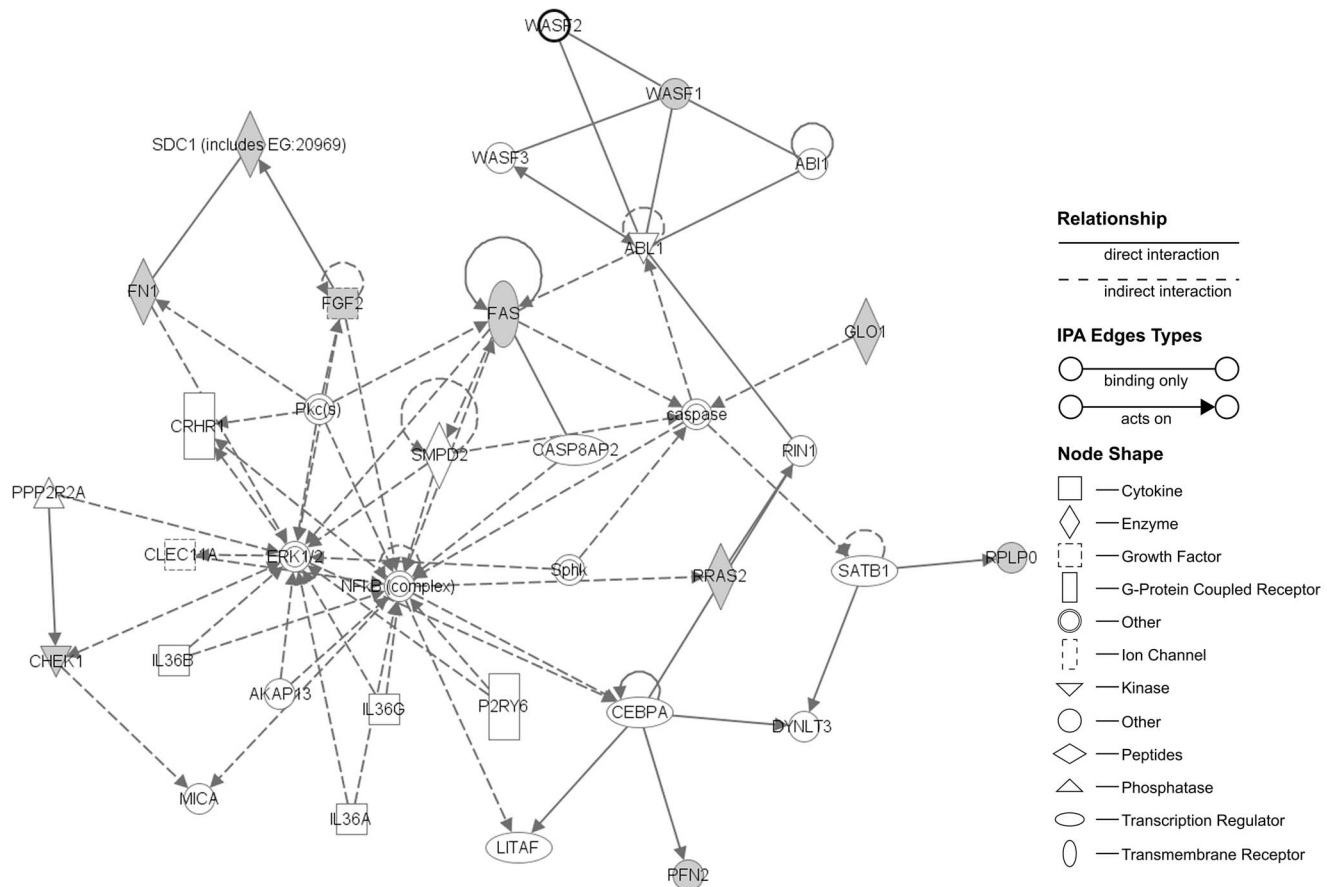 WASF2
WASF1
SDC1 (includes EG:20969)
WASF3
ABI1
ABL1
FN1
FGF2
FAS
GLO1
Pkc(s)
caspase
CRHR1
SMPD2
CASP8AP2
RIN1
PPP2R2A
CLEC11A
ERK1/2
Sphk
NFkB (complex)
RRAS2
SATB1
RPLP0
CHEK1
IL36B
AKAP13
IL36G
P2RY6
CEBPA
DYNLT3
MICA
IL36A
LITAF
PFN2
Relationship
direct interaction
indirect interaction
IPA Edges Types
binding only
acts on
Node Shape
Cytokine
Enzyme
Growth Factor
G-Protein Coupled Receptor
Other
Ion Channel
Kinase
Other
Peptides
Phosphatase
Transcription Regulator
Transmembrane Receptor